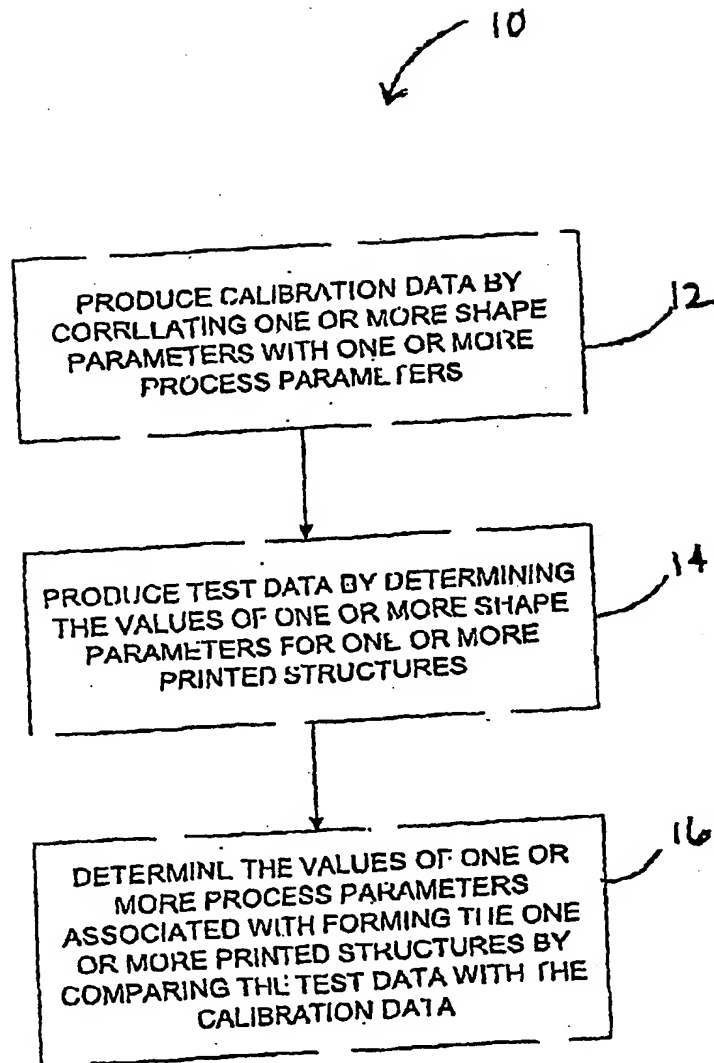 10
PRODUCE CALIBRATION DATA BY
CORRELATING ONE OR MORE SHAPE
PARAMETERS WITH ONE OR MORE
PROCESS PARAMETERS
12
PRODUCE TEST DATA BY DETERMINING
THE VALUES OF ONE OR MORE SHAPE
PARAMETERS FOR ONE OR MORE
PRINTED STRUCTURES
14
DETERMINE THE VALUES OF ONE OR
MORE PROCESS PARAMETERS
ASSOCIATED WITH FORMING THE ONE
OR MORE PRINTED STRUCTURES BY
COMPARING THE TEST DATA WITH THE
CALIBRATION DATA
16